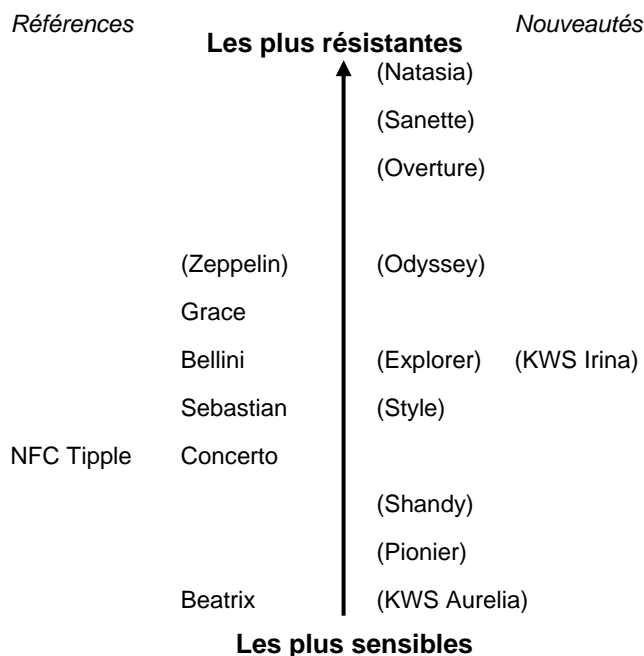 Références Nouveautés
Les plus résistantes
(Natasia)
(Sanette)
(Overture)
(Zeppelin) (Odyssey)
Grace
Bellini (Explorer) (KWS Irina)
Sebastian (Style)
NFC Tipple Concerto
(Shandy)
(Pionier)
Beatrix (KWS Aurelia)
Les plus sensibles